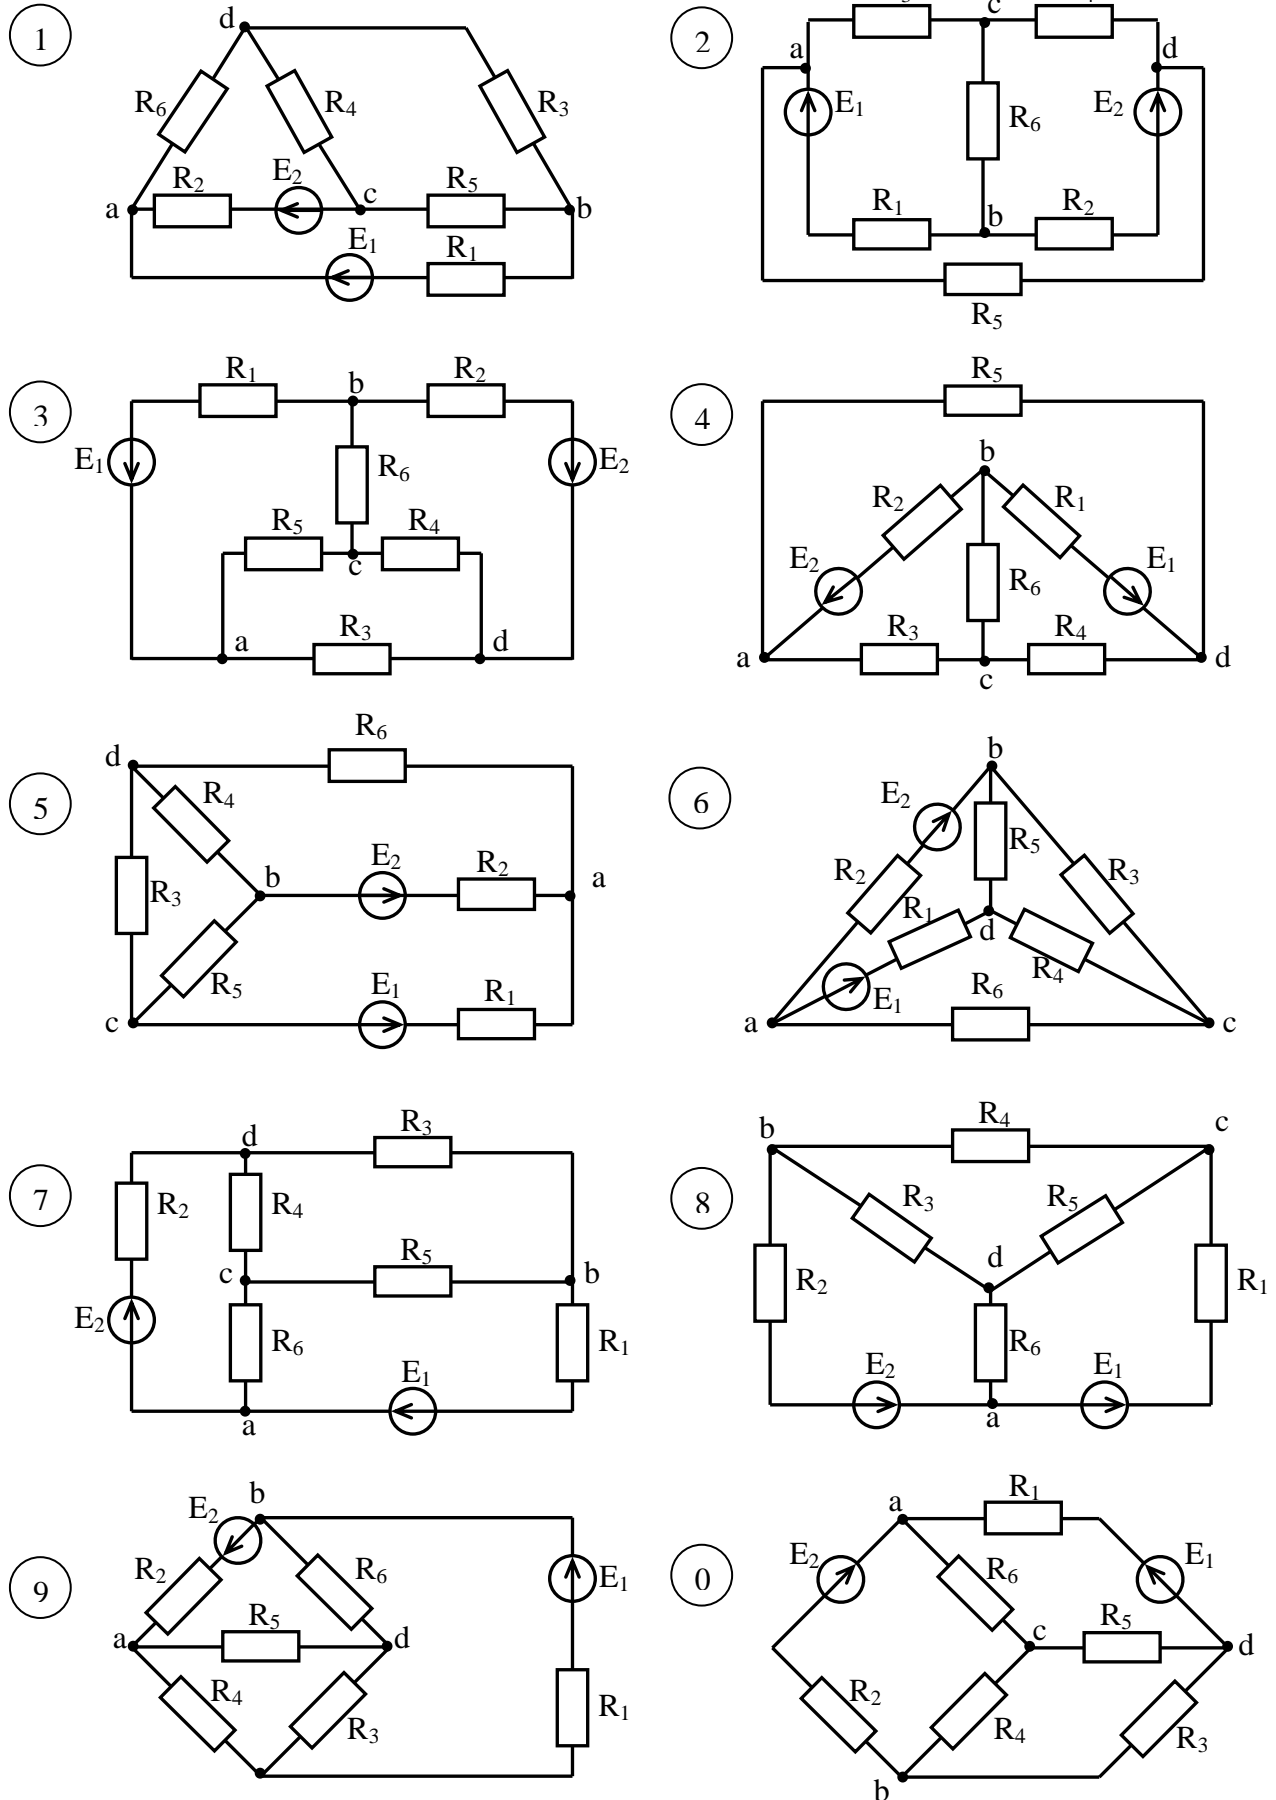 1
d
R₆
R₄
R₃
R₂
E₂
c
R₅
a
b
E₁
R₁
2
c
a
d
E₁
R₆
E₂
R₁
b
R₂
R₅
3
R₁
b
R₂
E₁
R₆
E₂
R₅
R₄
c
a
R₃
d
4
R₅
b
R₂
R₁
E₂
R₆
E₁
a
R₃
R₄
d
c
5
R₆
d
R₄
R₃
b
E₂
R₂
a
R₅
c
E₁
R₁
6
b
E₂
R₅
R₂
R₃
R₁
d
R₄
E₁
R₆
a
c
7
d
R₃
R₂
R₄
c
R₅
b
E₂
R₆
R₁
E₁
a
8
b
R₄
c
R₃
R₅
R₂
d
R₁
R₆
E₂
E₁
a
9
E₂
b
R₂
R₆
E₁
a
R₅
d
R₄
R₃
R₁
0
a
R₁
E₂
R₆
E₁
c
R₅
d
R₂
R₄
R₃
b